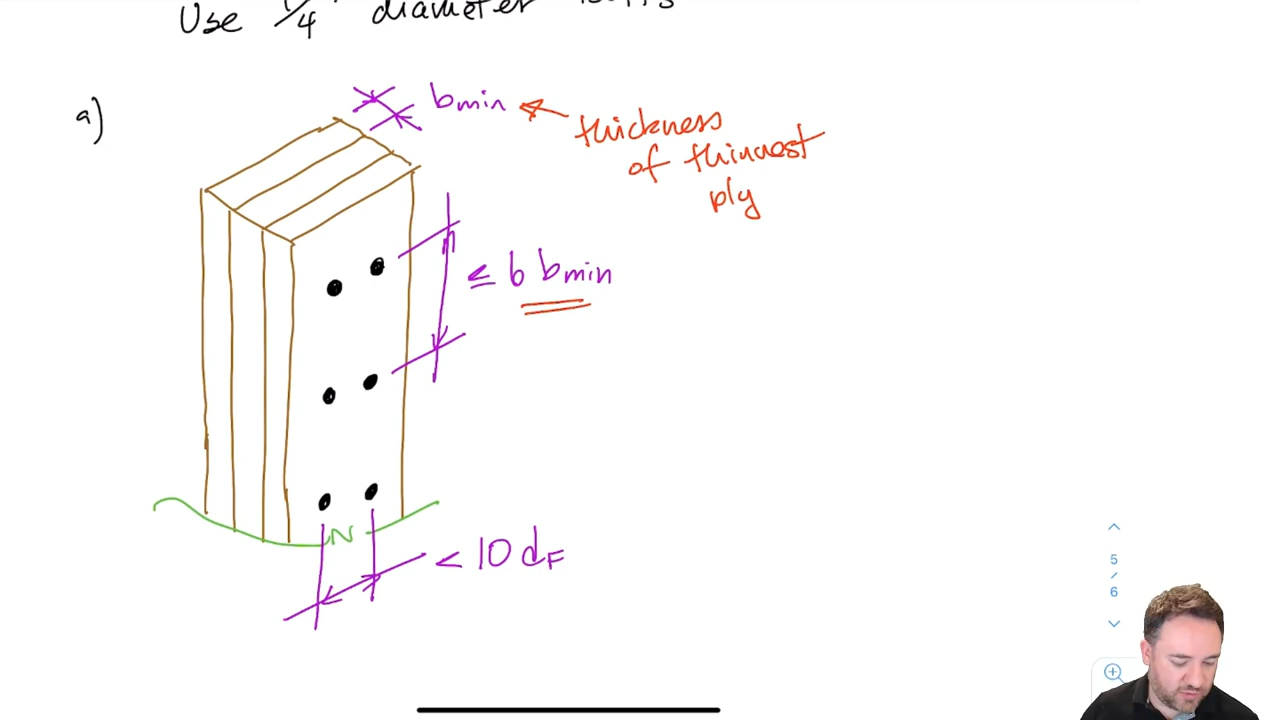 Use 1/4" diameter
a)
bmin
thickness
of thinnest
ply
≤ 6 bmin
N
< 10 dF
5
/
6